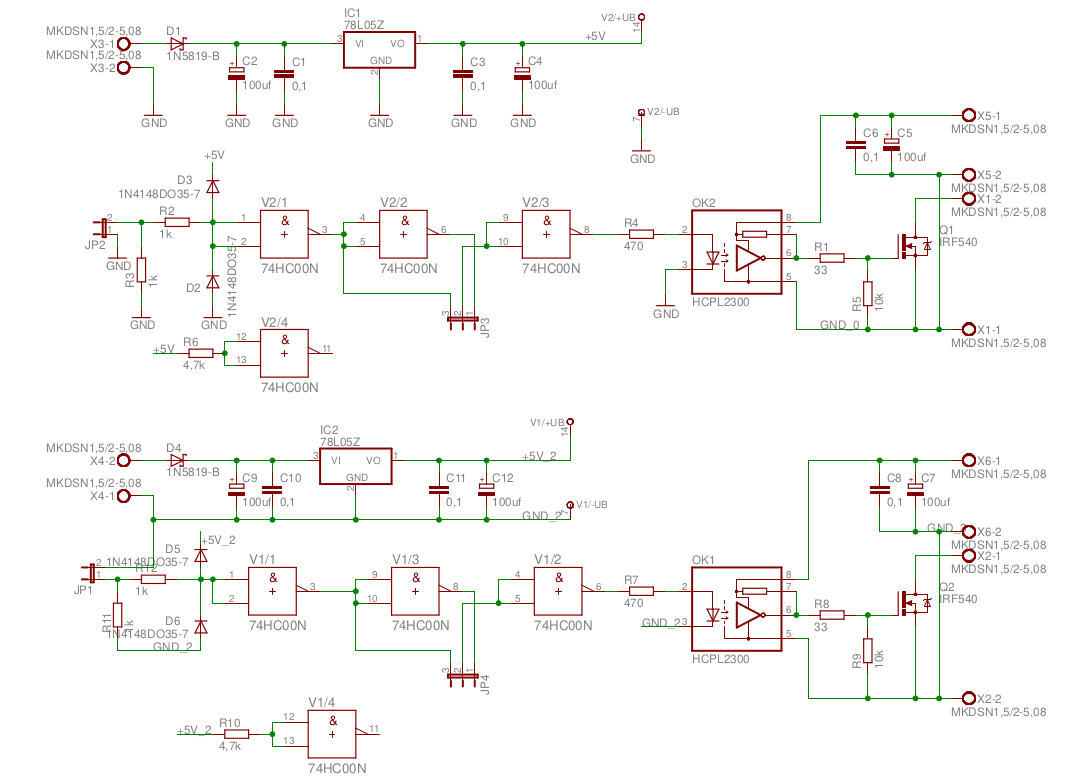 IC1
78L05Z
V2/+UB
14
MKDSN1,5/2-5,08
X3-1
MKDSN1,5/2-5,08
X3-2
D1
1N5819-B
3
VI
VO
1
GND
2
+5V
C2
100uf
C1
0,1
C3
0,1
C4
100uf
GND
GND
GND
GND
GND
GND
V2/-UB
7
GND
X5-1
MKDSN1,5/2-5,08
C6
0,1
C5
100uf
X5-2
MKDSN1,5/2-5,08
X1-2
MKDSN1,5/2-5,08
+5V
D3
1N4148DO35-7
R2
1k
JP2
2
1
GND
R3
1k
GND
D2
1N4148DO35-7
GND
V2/1
1
2
&
+
3
74HC00N
V2/2
4
5
&
+
6
74HC00N
V2/3
9
10
&
+
8
74HC00N
3
2
1
JP3
R4
470
GND
OK2
2
3
8
7
6
5
HCPL2300
R1
33
R5
10k
Q1
IRF540
GND_0
X1-1
MKDSN1,5/2-5,08
+5V
R6
4,7k
V2/4
12
13
&
+
11
74HC00N
IC2
78L05Z
V1/+UB
14
MKDSN1,5/2-5,08
X4-2
MKDSN1,5/2-5,08
X4-1
D4
1N5819-B
3
VI
VO
1
GND
2
+5V_2
C9
100uf
C10
0,1
C11
0,1
C12
100uf
V1/-UB
7
GND_2
X6-1
MKDSN1,5/2-5,08
C8
0,1
C7
100uf
X6-2
MKDSN1,5/2-5,08
X2-1
MKDSN1,5/2-5,08
+5V_2
D5
1N4148DO35-7
R12
1k
JP1
2
1
R11
1k
D6
1N4148DO35-7
GND_2
V1/1
1
2
&
+
3
74HC00N
V1/3
9
10
&
+
8
74HC00N
V1/2
4
5
&
+
6
74HC00N
3
2
1
JP4
R7
470
GND_2
OK1
2
3
8
7
6
5
HCPL2300
R8
33
R9
10k
Q2
IRF540
X2-2
MKDSN1,5/2-5,08
+5V_2
R10
4,7k
V1/4
12
13
&
+
11
74HC00N